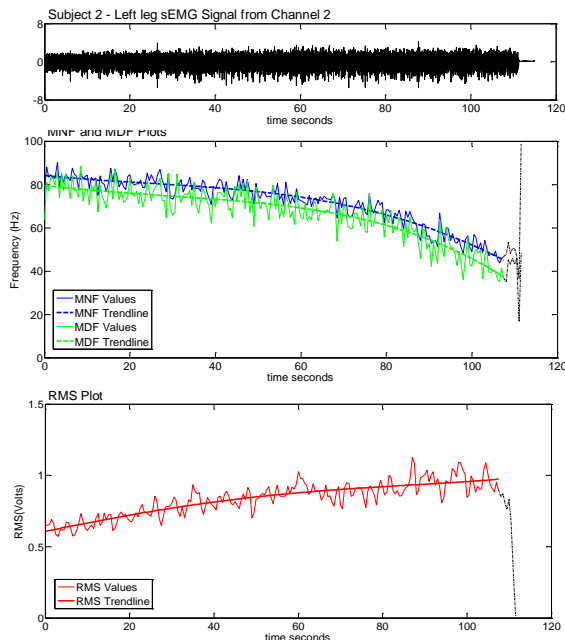 Subject 2 - Left leg sEMG Signal from Channel 2
8
0
-8
0 20 40 60 80 100 120
time seconds
MNF and MDF Plots
100
80
60
40
20
0
Frequency (Hz)
MNF Values
MNF Trendline
MDF Values
MDF Trendline
0 20 40 60 80 100 120
time seconds
RMS Plot
1.5
1
0.5
0
RMS(Volts)
RMS Values
RMS Trendline
0 20 40 60 80 100 120
time seconds